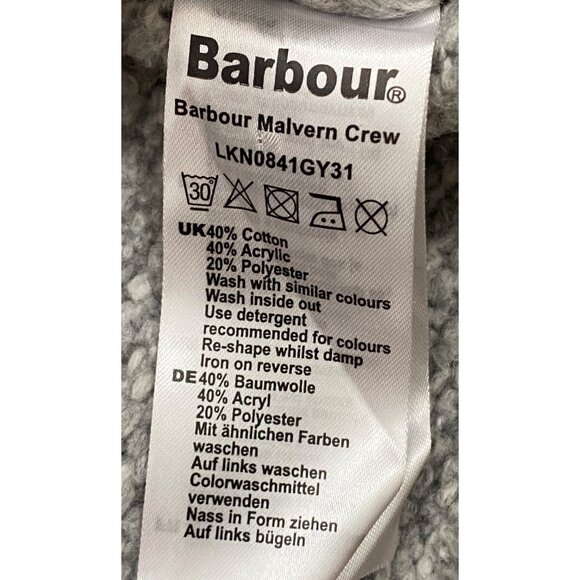 Barbour®
Barbour Malvern Crew
LKN0841GY31
30
UK40% Cotton
40% Acrylic
20% Polyester
Wash with similar colours
Wash inside out
Use detergent
recommended for colours
Re-shape whilst damp
Iron on reverse
DE40% Baumwolle
40% Acryl
20% Polyester
Mit ähnlichen Farben
waschen
Auf links waschen
Colorwaschmittel
verwenden
Nass in Form ziehen
Auf links bügeln